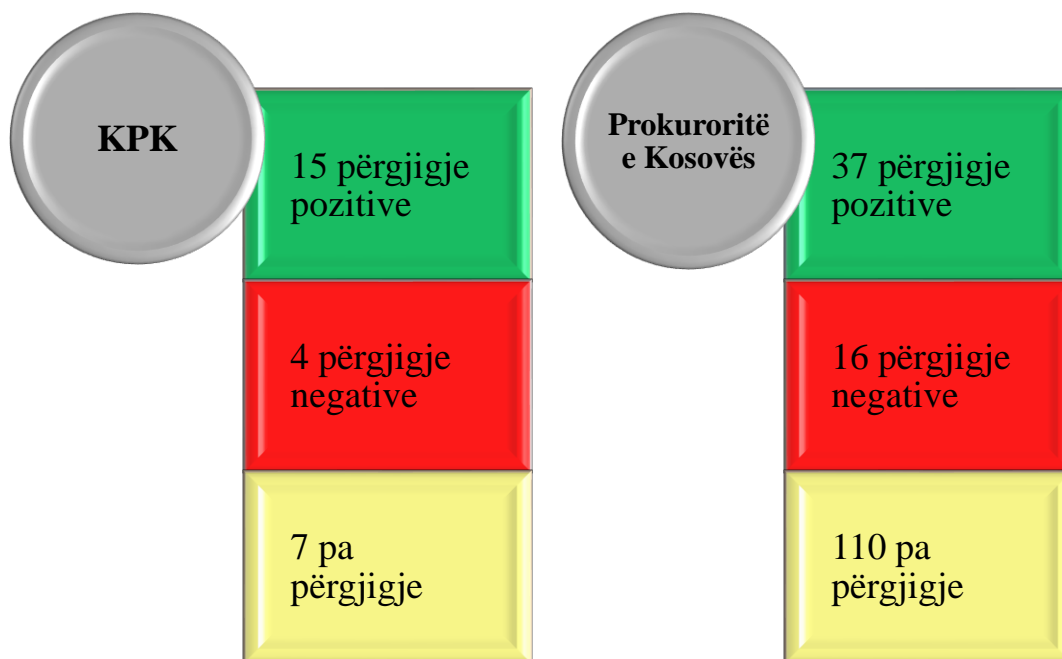 KPK
15 përgjigje
pozitive
4 përgjigje
negative
7 pa
përgjigje
Prokuroritë
e Kosovës
37 përgjigje
pozitive
16 përgjigje
negative
110 pa
përgjigje